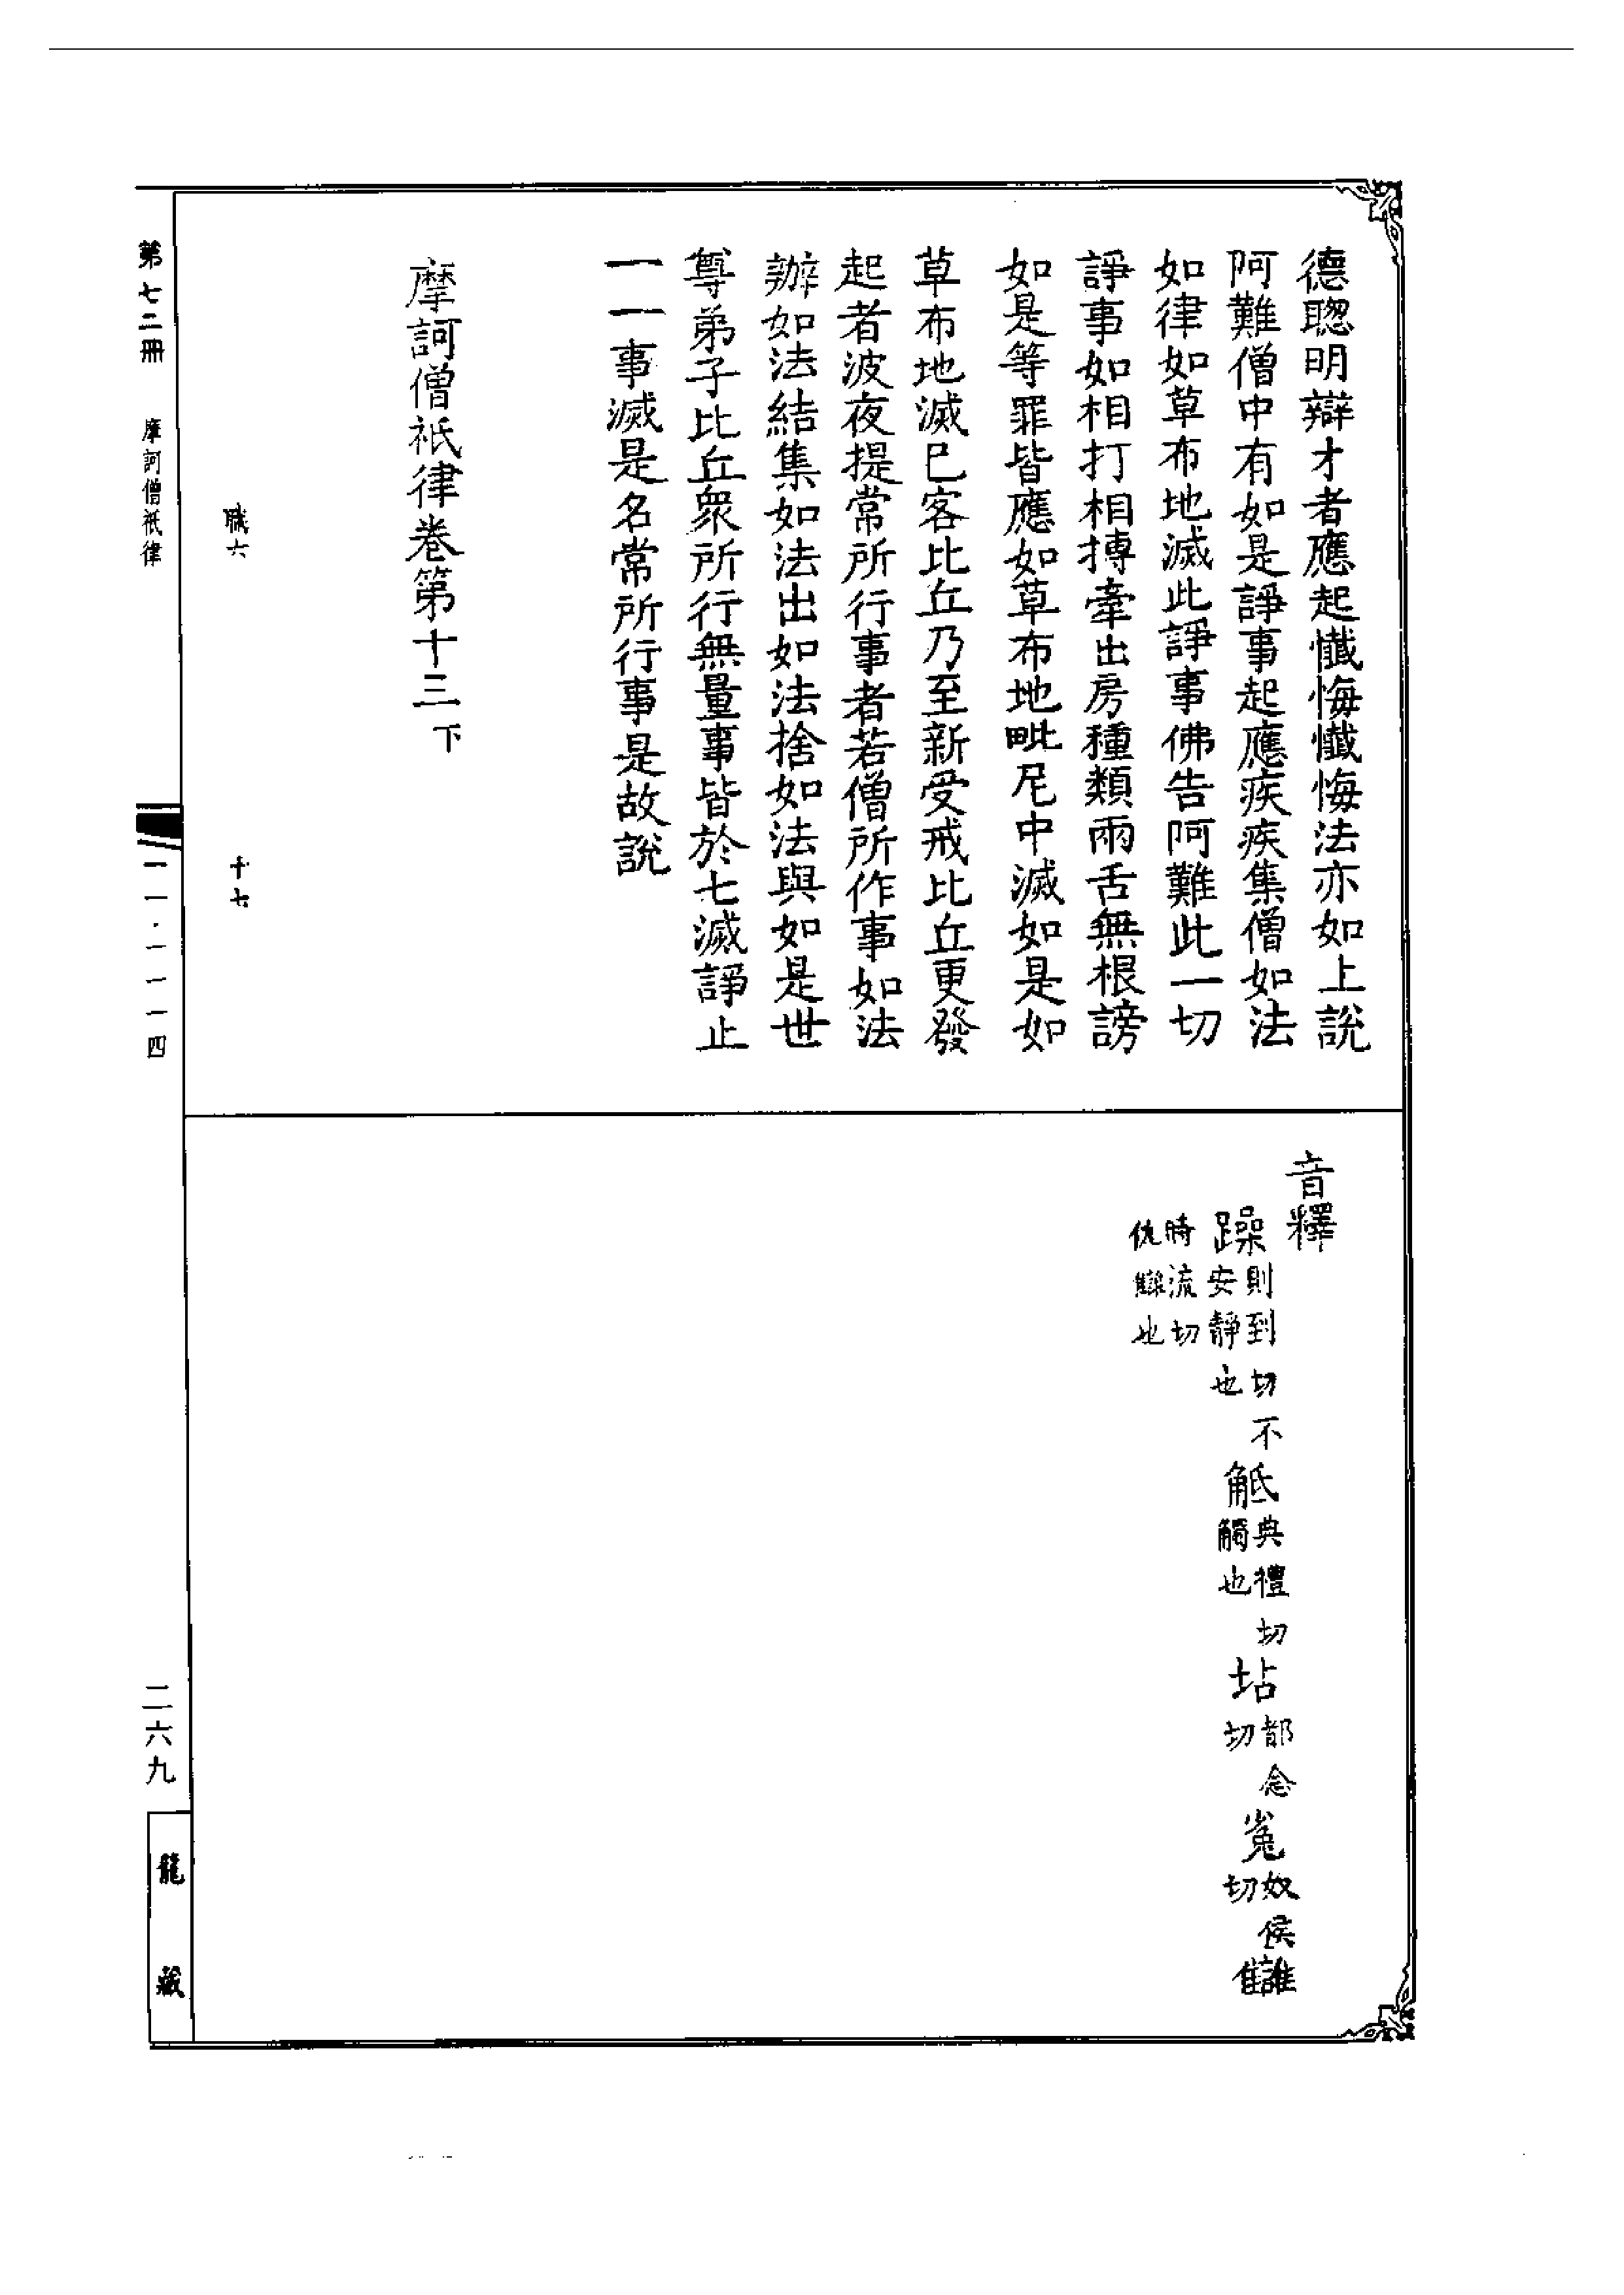 德聦明辯才者應起懺悔懺悔法亦如上說
阿難僧中有如是諍事起應疾疾集僧如法
如律如草布地滅此諍事佛告阿難此一切
諍事如相打相搏牽出房種類兩舌無根謗
如是等罪皆應如草布地毗尼中滅如是如
草布地滅已客比丘乃至新受戒比丘更發
起者波夜提常所行事者若僧所作事如法
辦如法結集如法出如法捨如法與如是世
尊弟子比丘衆所行無量事皆於七滅諍止
一一事滅是名常所行事是故說
摩訶僧祇律卷第十三下
職六 十七
音釋
躁則到切不安靜也 觝典禮切觸也 坫都念切 㝹奴侯切 讎
時流切仇讎也
第七二冊 摩訶僧祇律 一一·一一一四 二六九 龍藏